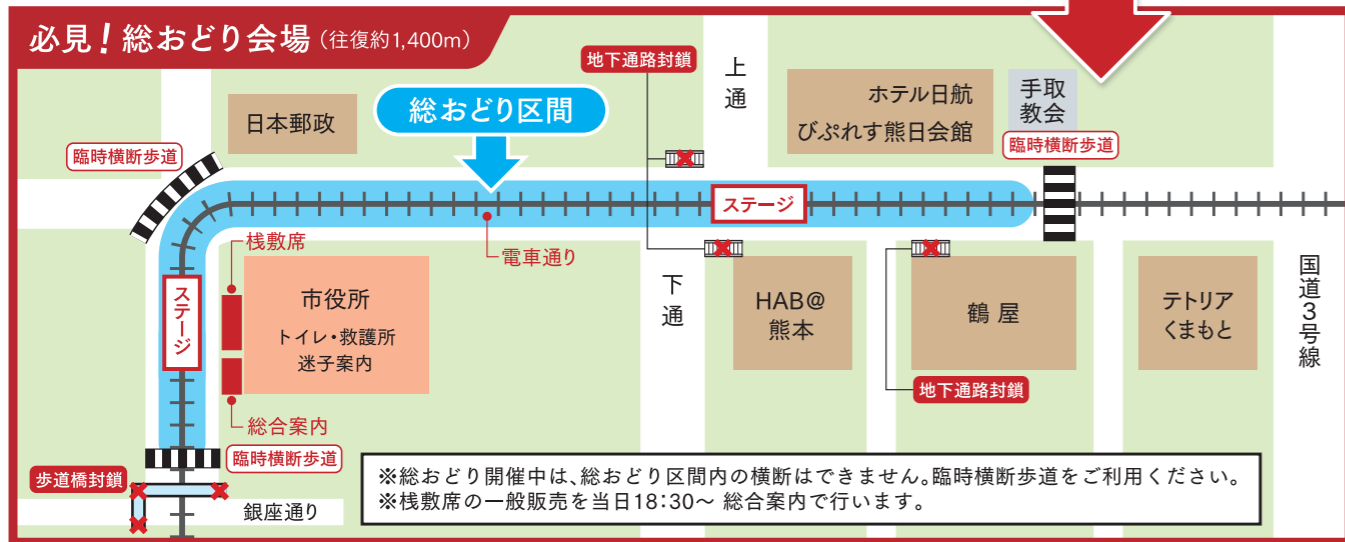 必見！総おどり会場（往復約1,400m）
地下通路封鎖
上通
ホテル日航
びぷれす熊日会館
手取
教会
臨時横断歩道
日本郵政
総おどり区間
臨時横断歩道
ステージ
桟敷席
電車通り
ステージ
市役所
トイレ・救護所
迷子案内
下通
HAB@
熊本
鶴屋
テトリア
くまもと
国道3号線
地下通路封鎖
総合案内
臨時横断歩道
歩道橋封鎖
銀座通り
※総おどり開催中は、総おどり区間内の横断はできません。臨時横断歩道をご利用ください。
※桟敷席の一般販売を当日18：30～ 総合案内で行います。